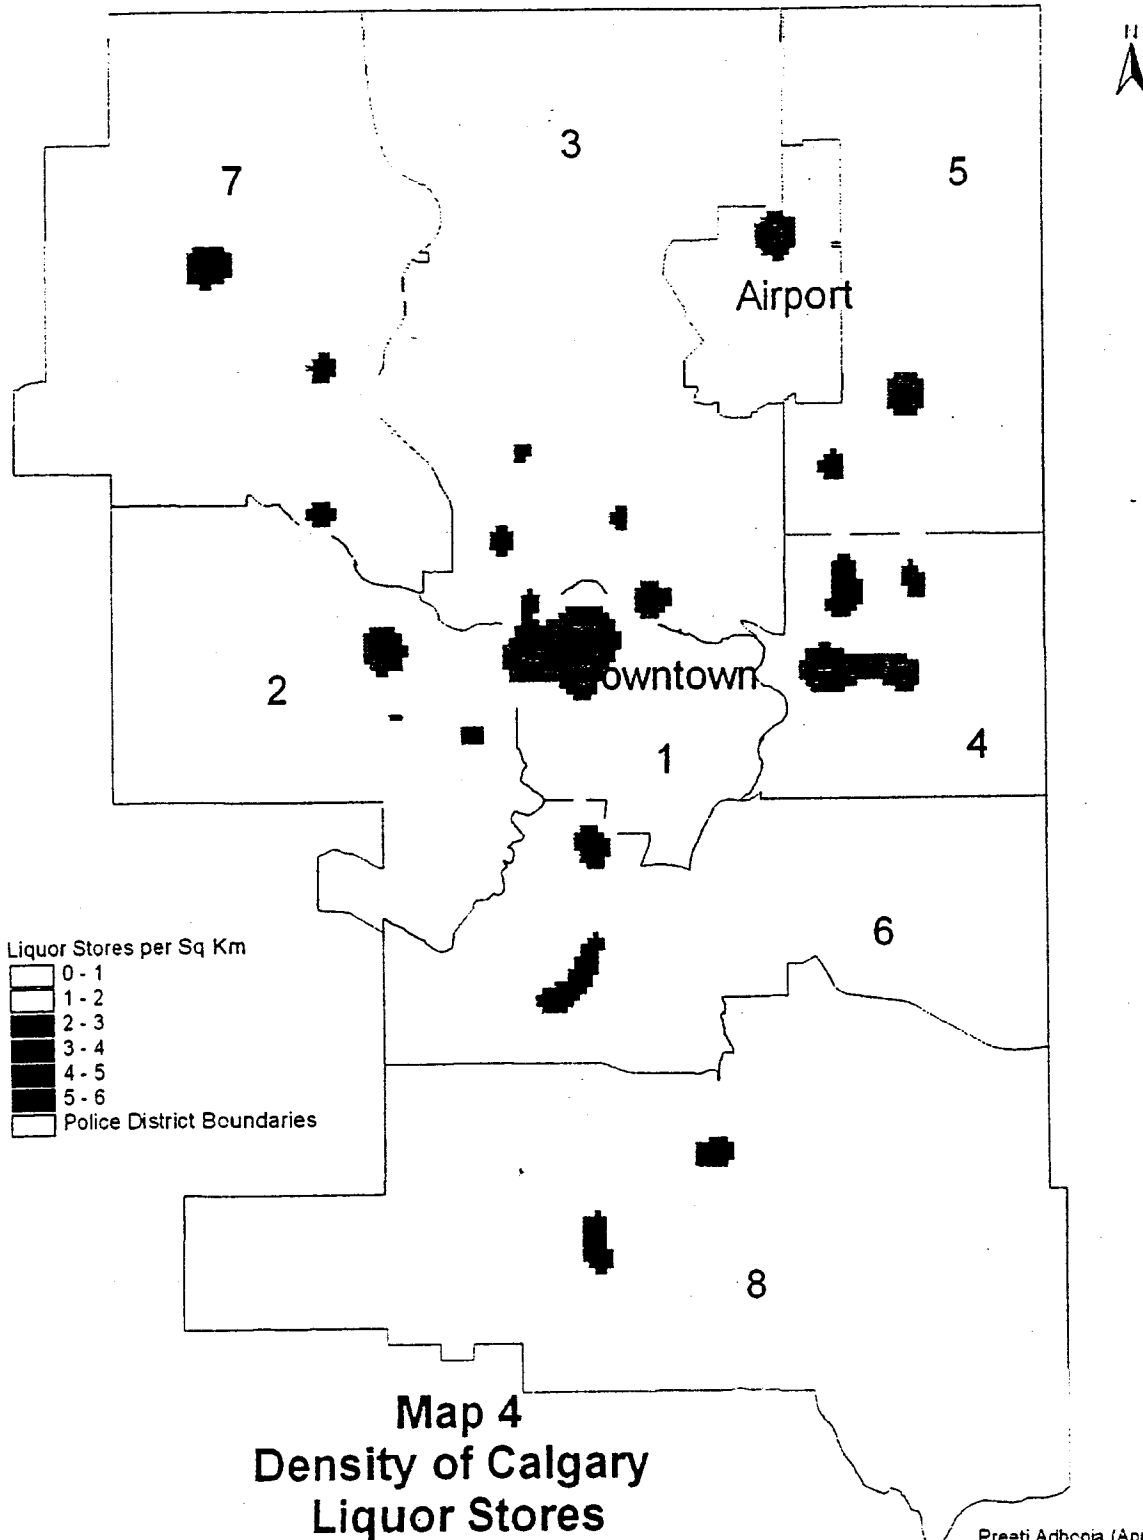 N
3
7
5
Airport
owntown
2
4
1
6
Liquor Stores per Sq Km
0 - 1
1 - 2
2 - 3
3 - 4
4 - 5
5 - 6
Police District Boundaries
8
Map 4
Density of Calgary
Liquor Stores
Preeti